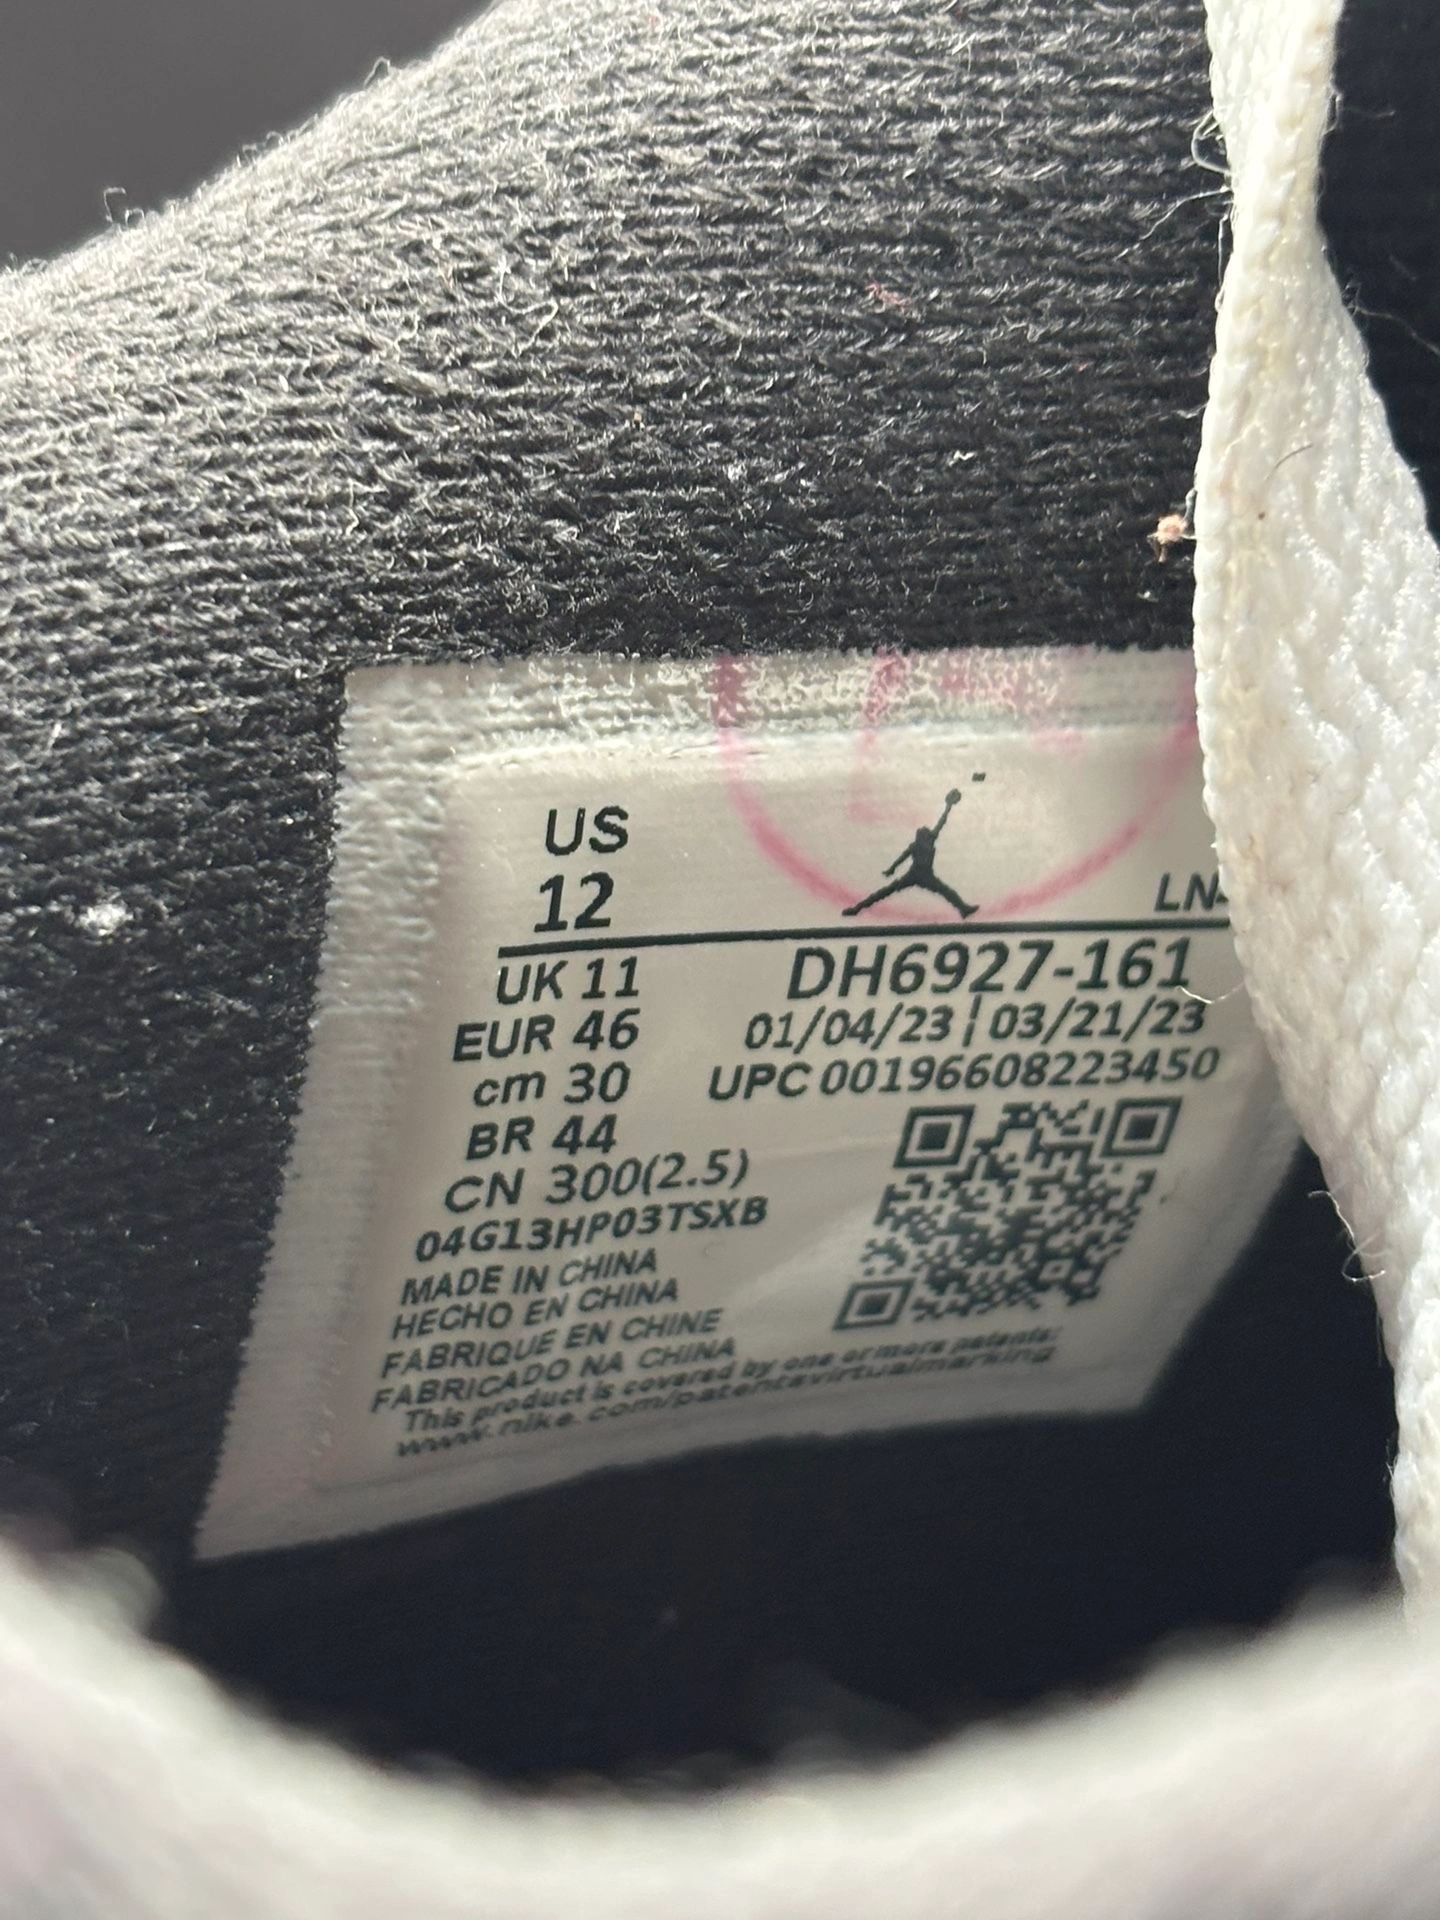 US
12
LN
UK 11
DH6927-161
EUR 46
01/04/23 | 03/21/23
cm 30
UPC 00196608223450
BR 44
CN 300(2.5)
04G13HP03TSXB
MADE IN CHINA
HECHO EN CHINA
FABRIQUE EN CHINE
FABRICADO NA CHINA
This product is covered by one or more patents:
www.nike.com/patentsvirtualmarking